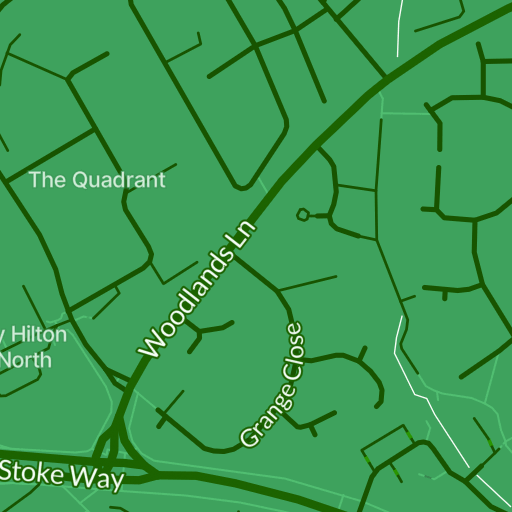 The Quadrant
Woodlands Ln
y Hilton
North
Grange Close
Stoke Way